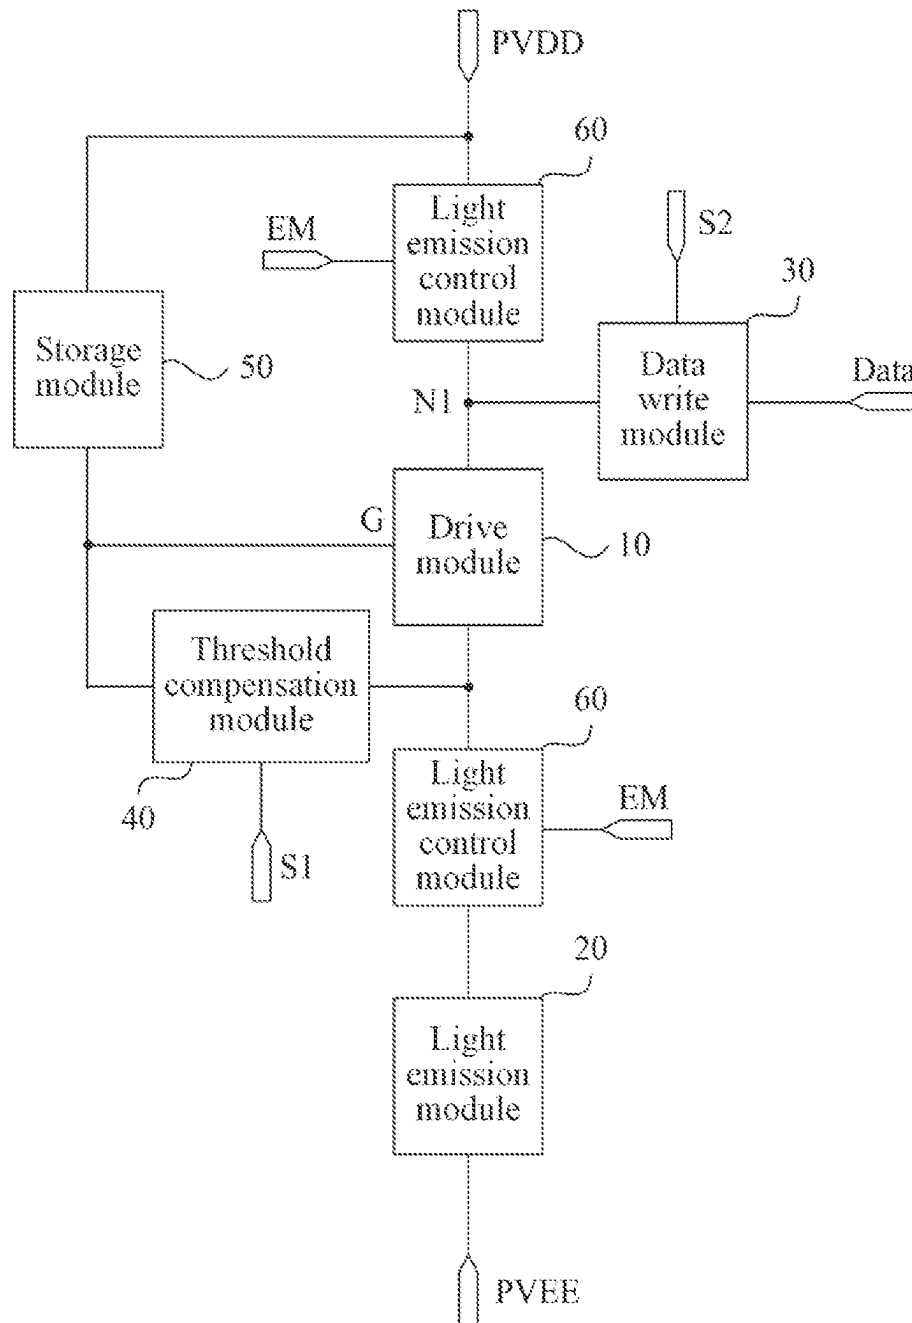 PVDD
60
Light
emission
control
module
EM
S2
30
Storage
module
50
Data
write
module
Data
N1
G
Drive
module
10
Threshold
compensation
module
40
S1
60
Light
emission
control
module
EM
20
Light
emission
module
PVEE